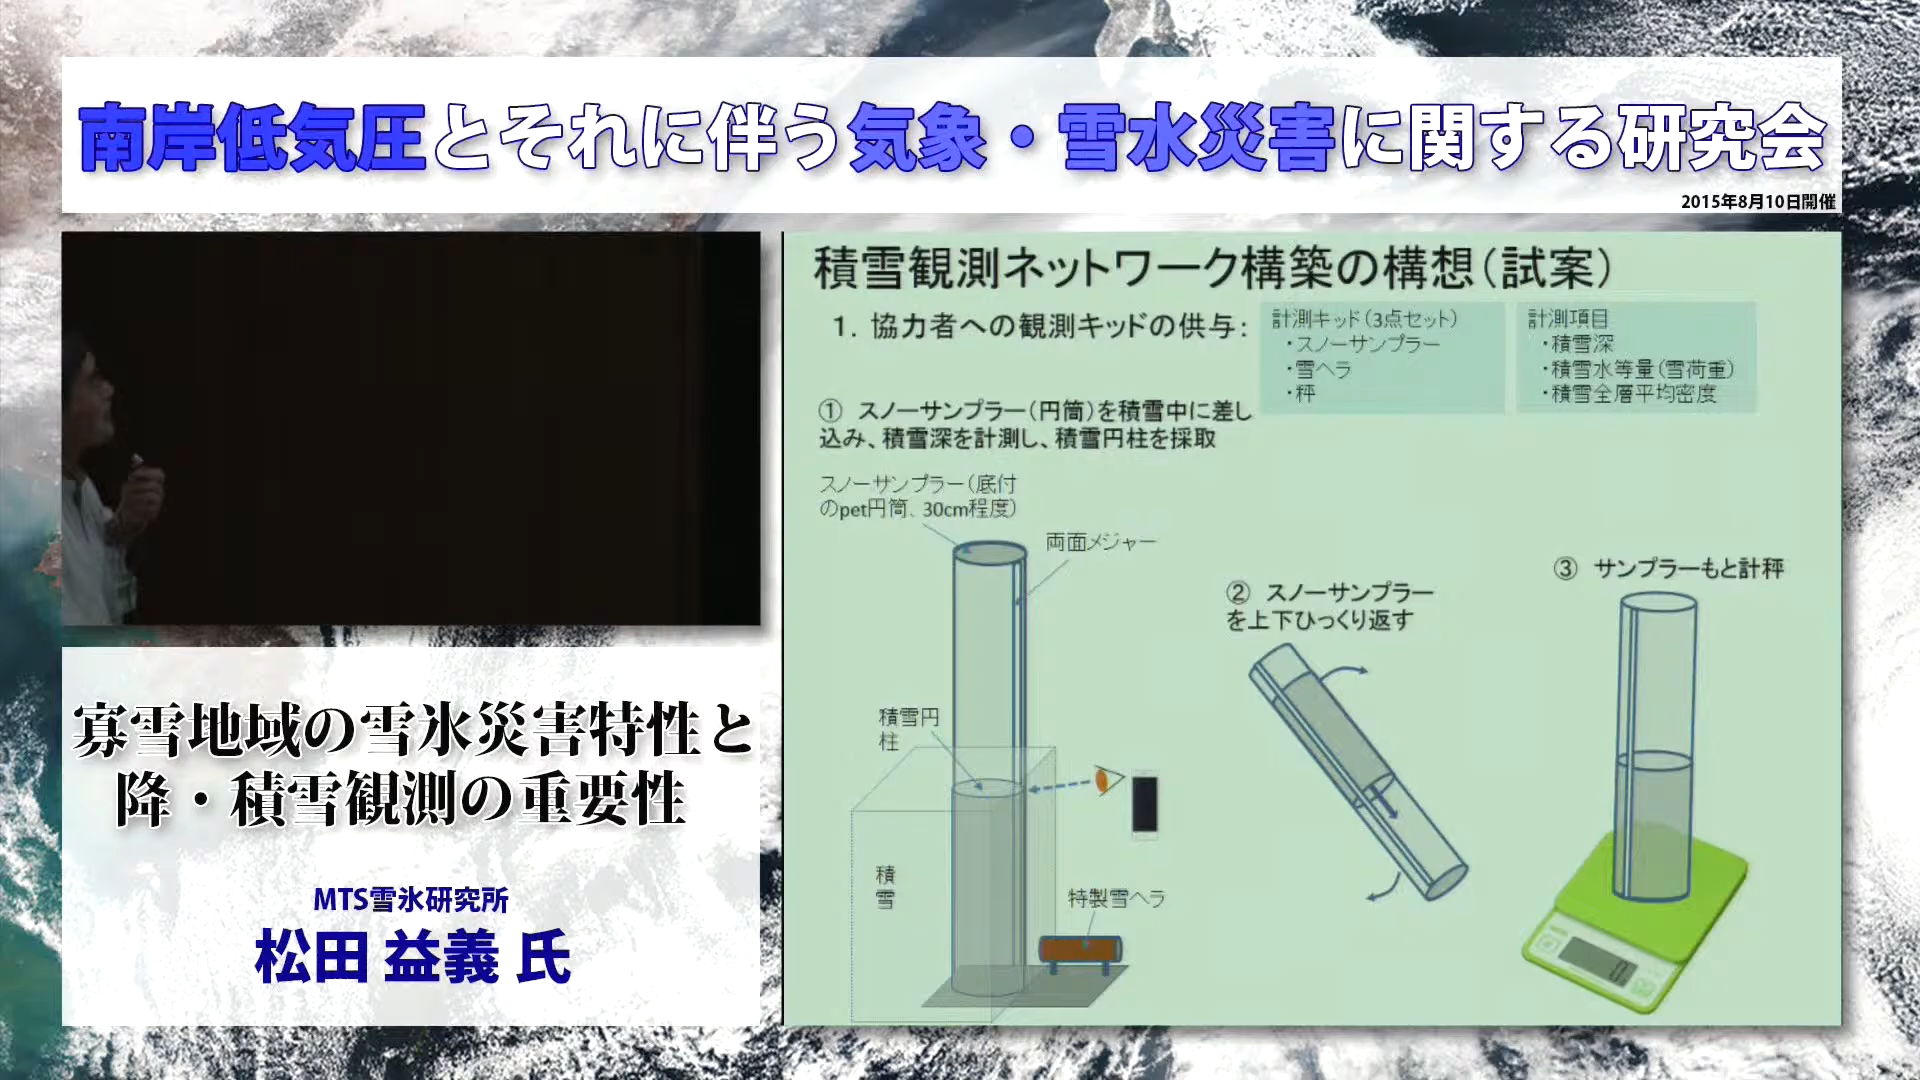 南岸低気圧とそれに伴う気象・雪氷災害に関する研究会
2015年8月10日開催
寡雪地域の雪氷災害特性と
降・積雪観測の重要性
MTS雪氷研究所
松田 益義 氏
積雪観測ネットワーク構築の構想（試案）
1. 協力者への観測キッドの供与：
計測キッド（3点セット）
・スノーサンプラー
・雪ヘラ
・秤
計測項目
・積雪深
・積雪水等量（雪荷重）
・積雪全層平均密度
① スノーサンプラー（円筒）を積雪中に差し
込み、積雪深を計測し、積雪円柱を採取
スノーサンプラー（底付
のpet円筒、30cm程度）
両面メジャー
積雪円
柱
積
雪
特製雪ヘラ
② スノーサンプラー
を上下ひっくり返す
③ サンプラーもと計秤
0